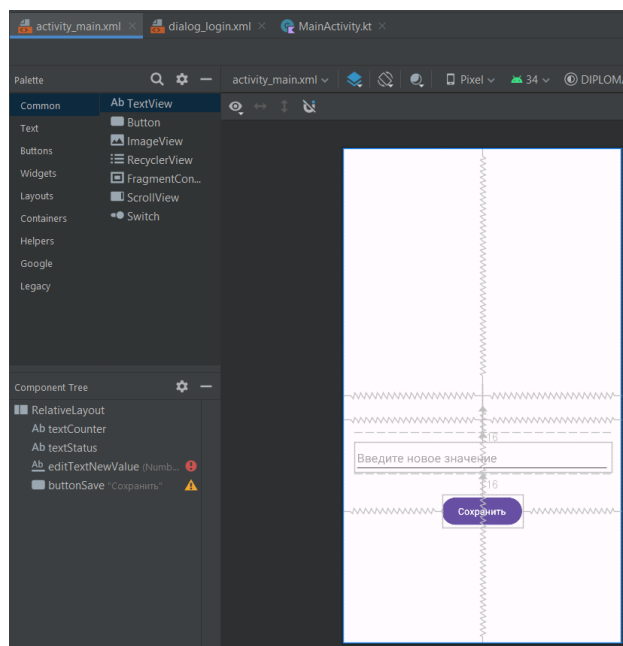 activity_main.xml dialog_login.xml MainActivity.kt
Palette activity_main.xml Pixel 34 DIPLOMA
Common Ab TextView
Text Button
Buttons ImageView
Widgets RecyclerView
Layouts FragmentCon...
Containers ScrollView
Helpers Switch
Google
Legacy
Component Tree
RelativeLayout
Ab textCounter
Ab textStatus
Ab editTextNewValue (Numb...
buttonSave "Сохранить"
16
Введите новое значение
16
Сохранить